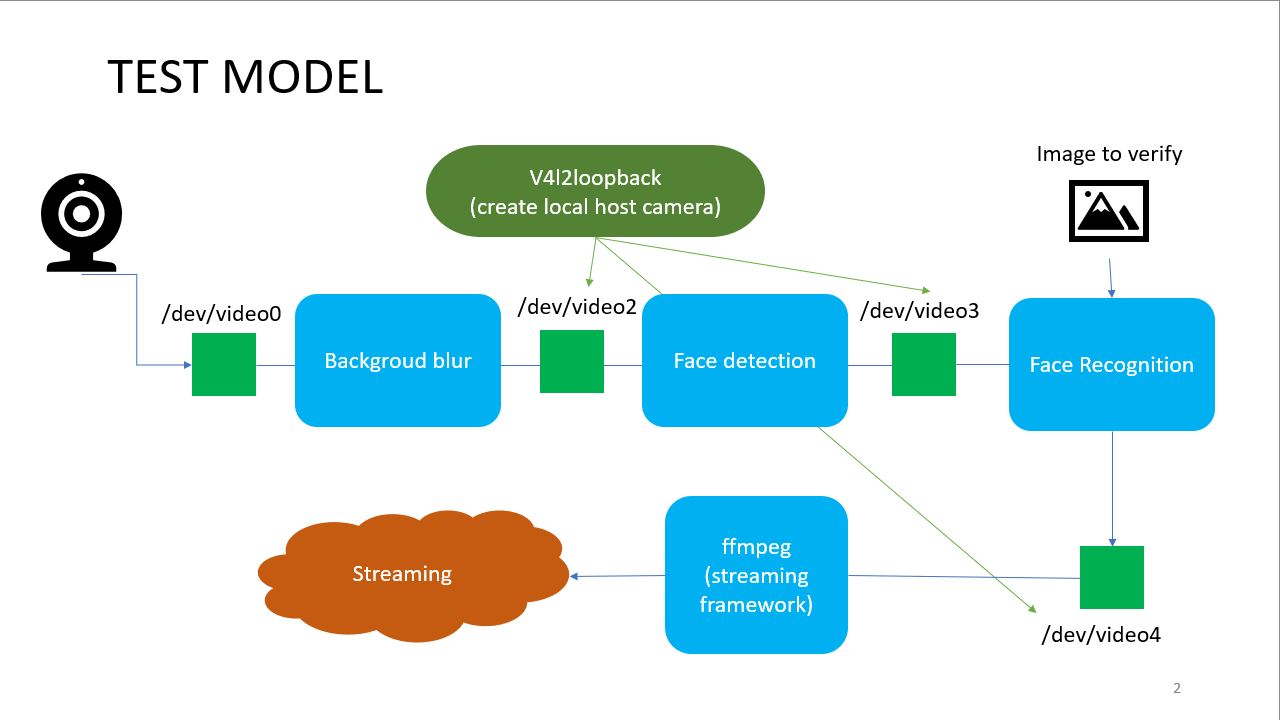 TEST MODEL
V4l2loopback
(create local host camera)
Image to verify
/dev/video0
/dev/video2
/dev/video3
Backgroud blur
Face detection
Face Recognition
Streaming
ffmpeg
(streaming
framework)
/dev/video4
2